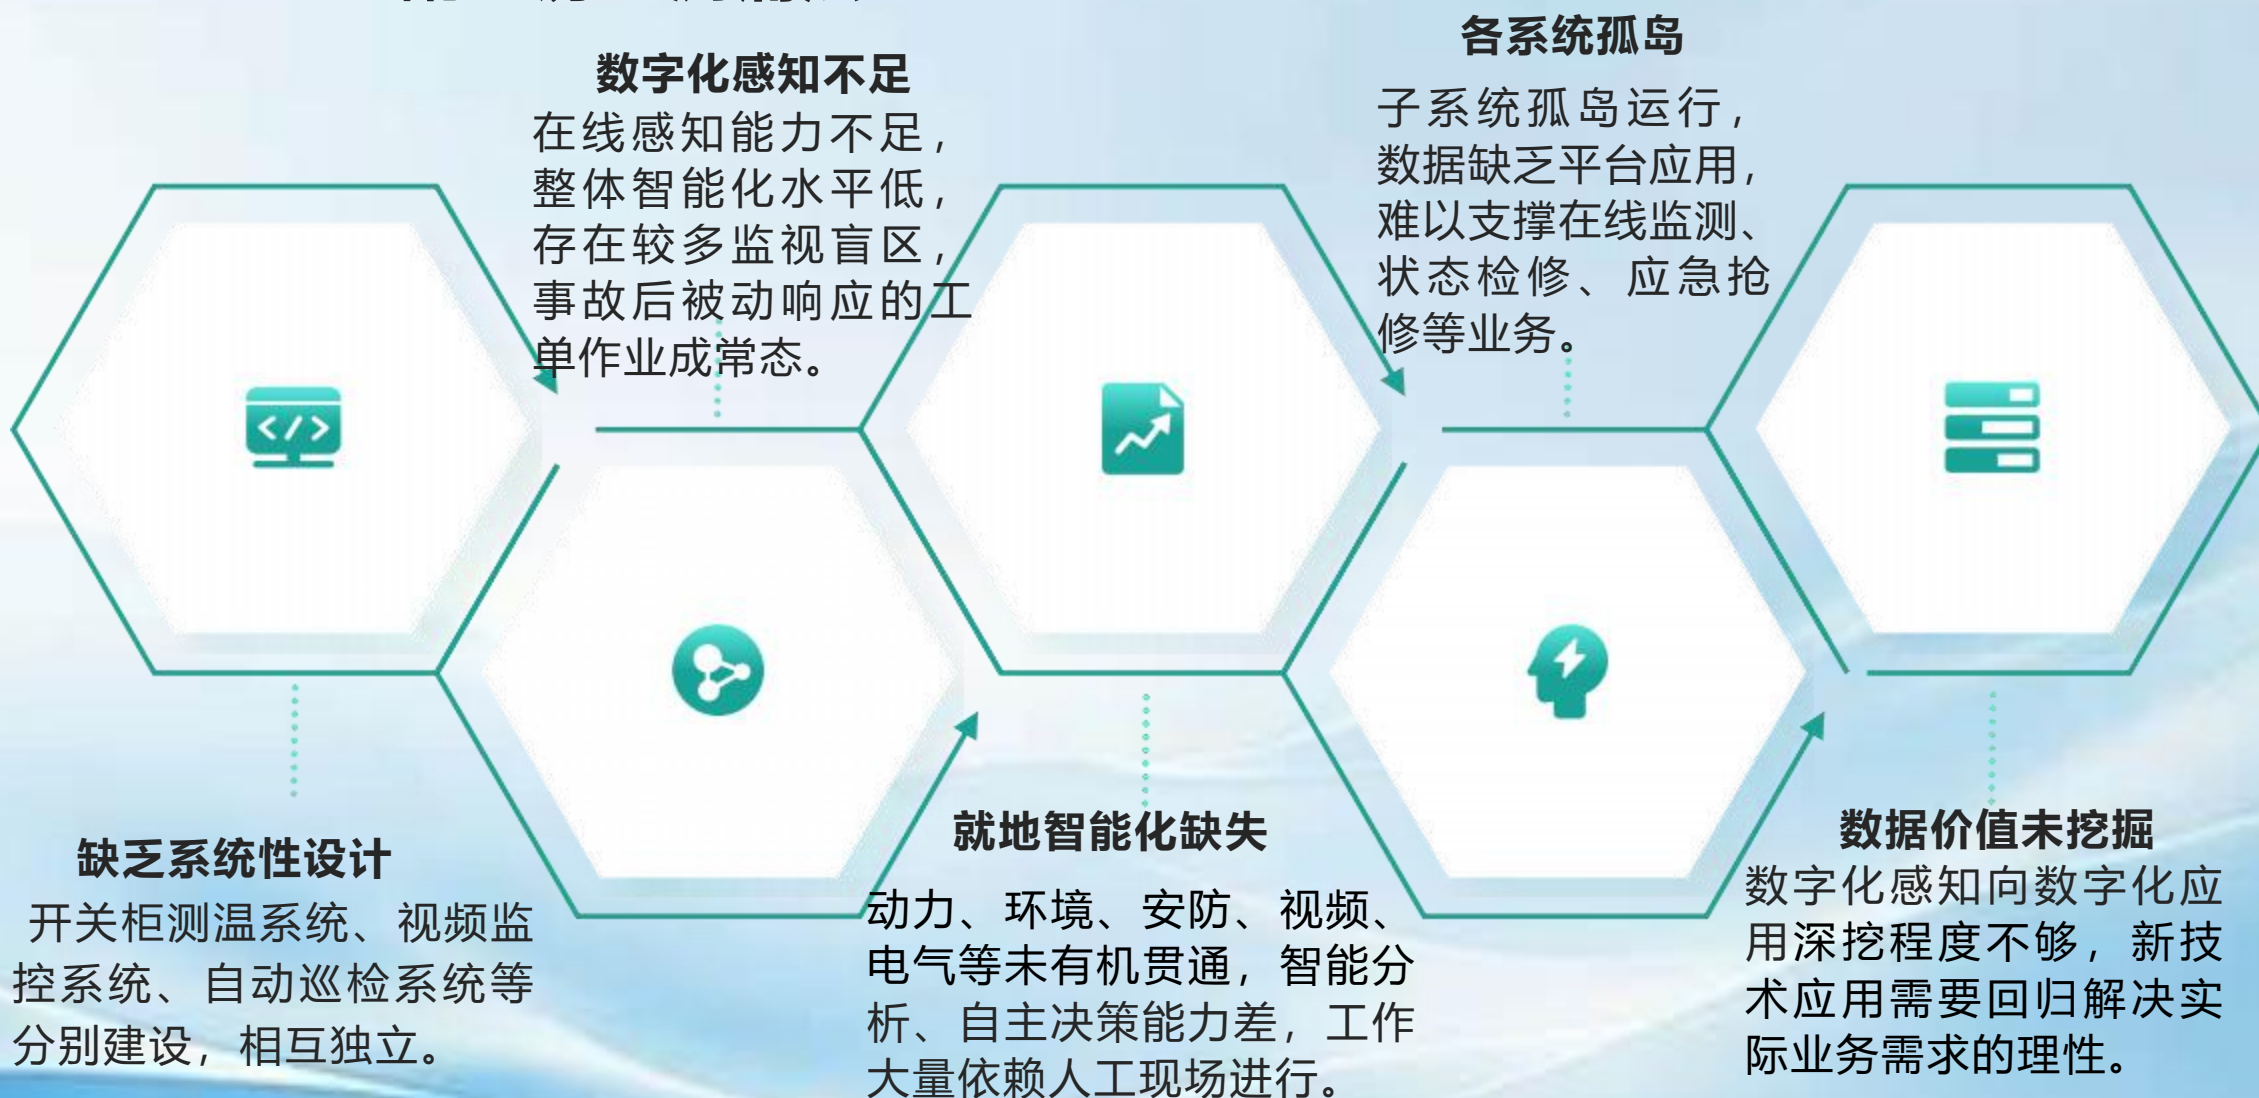 数字化感知不足
在线感知能力不足，
整体智能化水平低，
存在较多监视盲区，
事故后被动响应的工
单作业成常态。
各系统孤岛
子系统孤岛运行，
数据缺乏平台应用，
难以支撑在线监测、
状态检修、应急抢
修等业务。
</>
缺乏系统性设计
开关柜测温系统、视频监
控系统、自动巡检系统等
分别建设，相互独立。
就地智能化缺失
动力、环境、安防、视频、
电气等未有机贯通，智能分
析、自主决策能力差，工作
大量依赖人工现场进行。
数据价值未挖掘
数字化感知向数字化应
用深挖程度不够，新技
术应用需要回归解决实
际业务需求的理性。